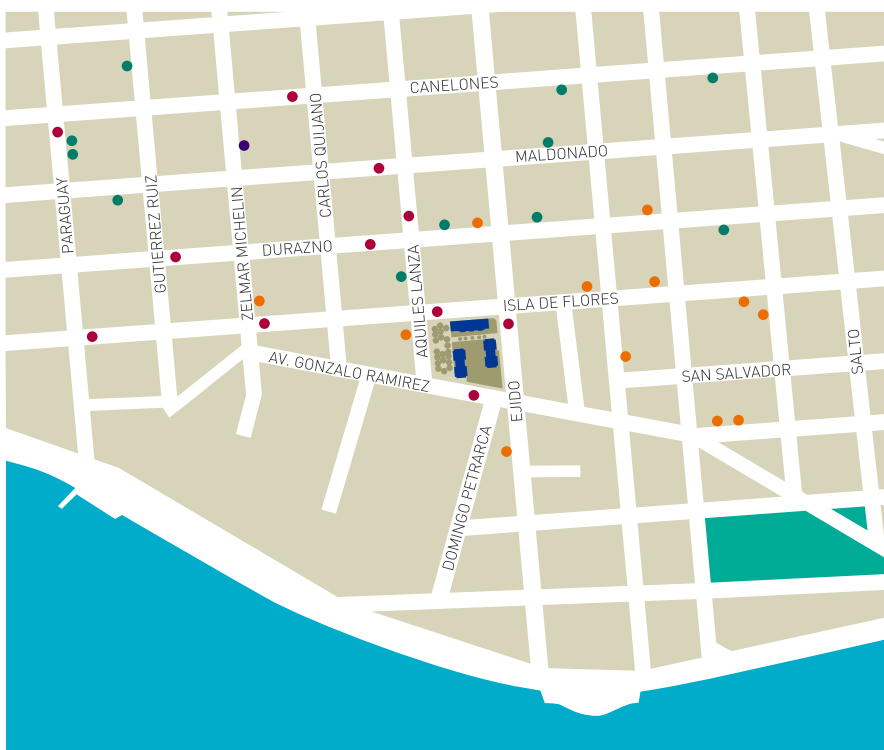 CANELONES
MALDONADO
PARAGUAY
GUTIERREZ RUIZ
ZELMAR MICHELIN
CARLOS QUIJANO
DURAZNO
AQUILES LANZA
ISLA DE FLORES
AV. GONZALO RAMIREZ
SAN SALVADOR
SALTO
EJIDO
DOMINGO PETRARCA